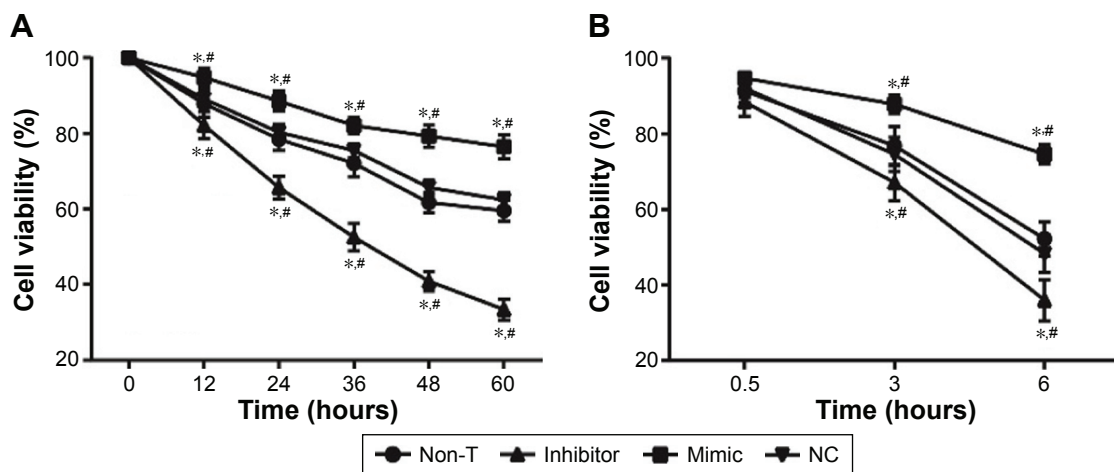 A
B
Cell viability (%)
100
80
60
40
20
*,#
*,#
*,#
*,#
*,#
*,#
*,#
*,#
*,#
*,#
0 12 24 36 48 60
Time (hours)
Cell viability (%)
100
80
60
40
20
*,#
*,#
*,#
*,#
0.5 3 6
Time (hours)
Non-T Inhibitor Mimic NC